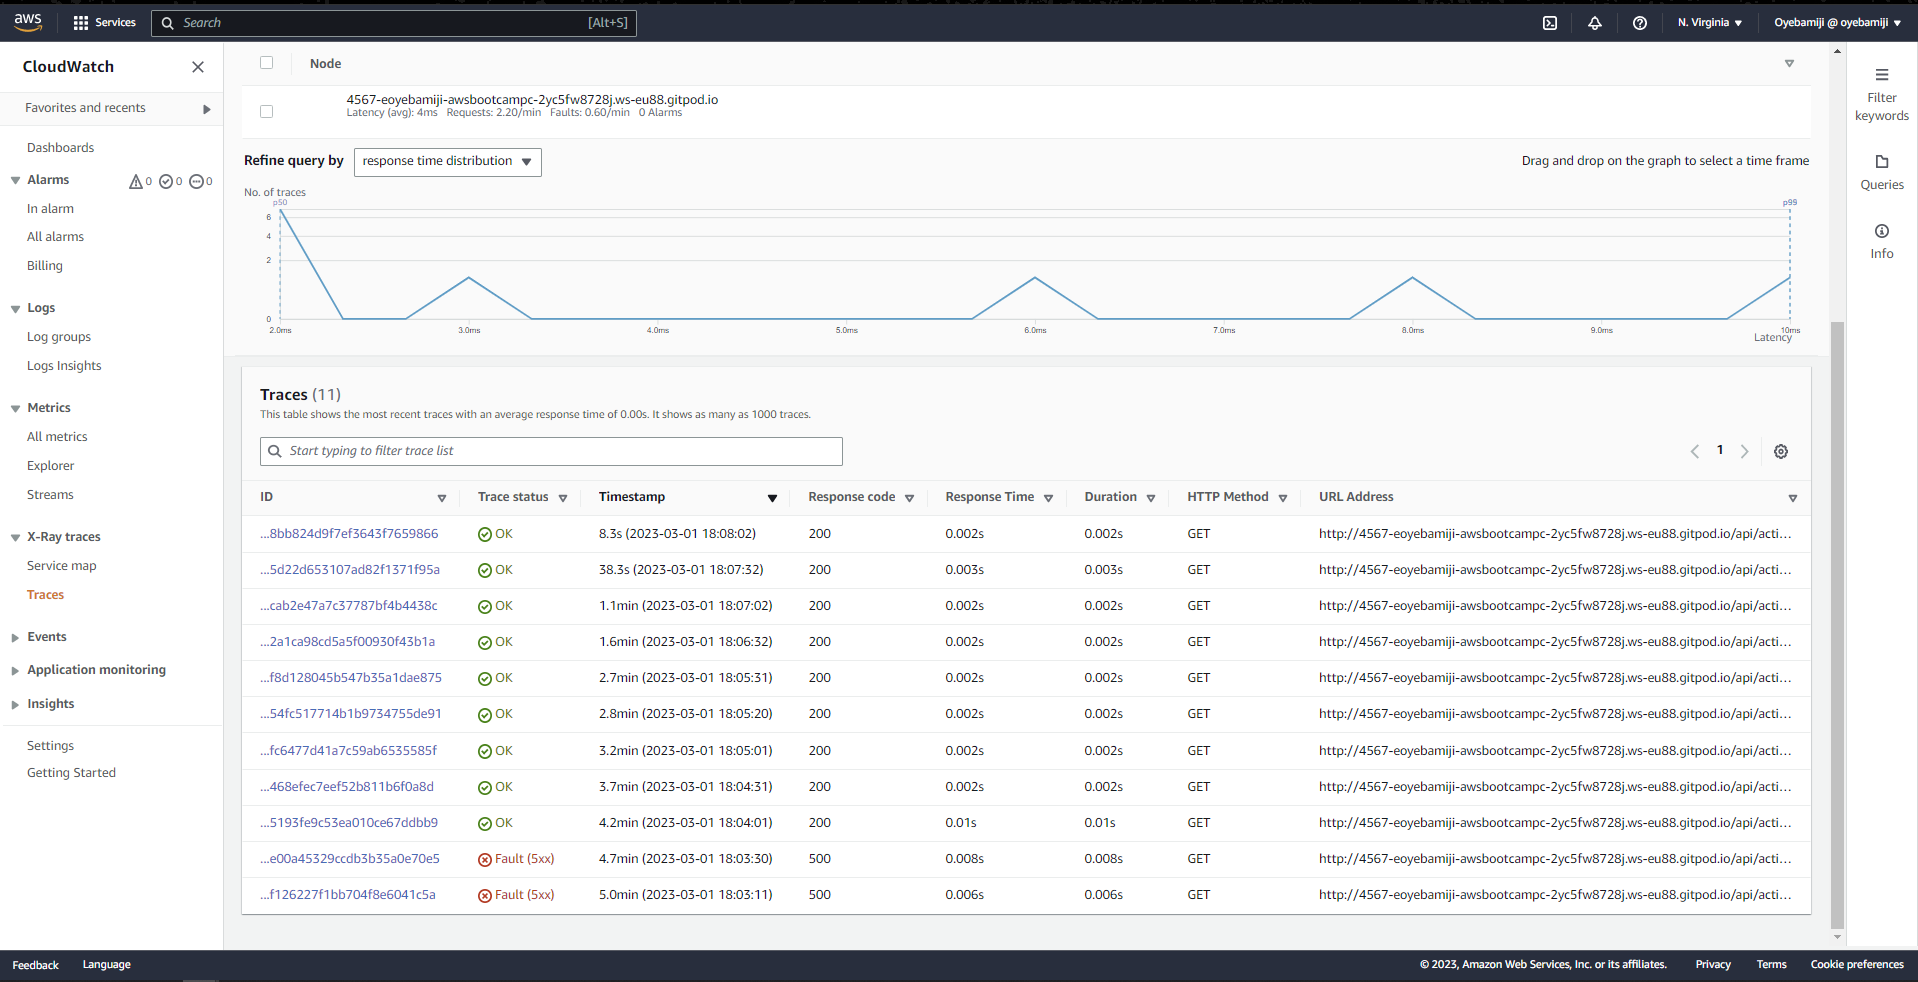 aws Services Search [Alt+S] N. Virginia Oyebamiji @ oyebamiji
CloudWatch
Favorites and recents
Dashboards
Alarms 0 0 0
In alarm
All alarms
Billing
Logs
Log groups
Logs Insights
Metrics
All metrics
Explorer
Streams
X-Ray traces
Service map
Traces
Events
Application monitoring
Insights
Settings
Getting Started
Node
4567-eoyebamiji-awsbootcampc-2yc5fw8728j.ws-eu88.gitpod.io
Latency (avg): 4ms Requests: 2.20/min Faults: 0.60/min 0 Alarms
Refine query by response time distribution Drag and drop on the graph to select a time frame
No. of traces
p50 p99
6
4
2
0
2.0ms 3.0ms 4.0ms 5.0ms 6.0ms 7.0ms 8.0ms 9.0ms 10ms
Latency
Traces (11)
This table shows the most recent traces with an average response time of 0.00s. It shows as many as 1000 traces.
Start typing to filter trace list 1
ID Trace status Timestamp Response code Response Time Duration HTTP Method URL Address
...8bb824d9f7ef3643f7659866 OK 8.3s (2023-03-01 18:08:02) 200 0.002s 0.002s GET http://4567-eoyebamiji-awsbootcampc-2yc5fw8728j.ws-eu88.gitpod.io/api/acti...
...5d22d653107ad82f1371f95a OK 38.3s (2023-03-01 18:07:32) 200 0.003s 0.003s GET http://4567-eoyebamiji-awsbootcampc-2yc5fw8728j.ws-eu88.gitpod.io/api/acti...
...cab2e47a7c37787bf4b4438c OK 1.1min (2023-03-01 18:07:02) 200 0.002s 0.002s GET http://4567-eoyebamiji-awsbootcampc-2yc5fw8728j.ws-eu88.gitpod.io/api/acti...
...2a1ca98cd5a5f00930f43b1a OK 1.6min (2023-03-01 18:06:32) 200 0.002s 0.002s GET http://4567-eoyebamiji-awsbootcampc-2yc5fw8728j.ws-eu88.gitpod.io/api/acti...
...f8d128045b547b35a1dae875 OK 2.7min (2023-03-01 18:05:31) 200 0.002s 0.002s GET http://4567-eoyebamiji-awsbootcampc-2yc5fw8728j.ws-eu88.gitpod.io/api/acti...
...54fc517714b1b9734755de91 OK 2.8min (2023-03-01 18:05:20) 200 0.002s 0.002s GET http://4567-eoyebamiji-awsbootcampc-2yc5fw8728j.ws-eu88.gitpod.io/api/acti...
...fc6477d41a7c59ab6535585f OK 3.2min (2023-03-01 18:05:01) 200 0.002s 0.002s GET http://4567-eoyebamiji-awsbootcampc-2yc5fw8728j.ws-eu88.gitpod.io/api/acti...
...468efec7eef52b811b6f0a8d OK 3.7min (2023-03-01 18:04:31) 200 0.002s 0.002s GET http://4567-eoyebamiji-awsbootcampc-2yc5fw8728j.ws-eu88.gitpod.io/api/acti...
...5193fe9c53ea010ce67ddbb9 OK 4.2min (2023-03-01 18:04:01) 200 0.01s 0.01s GET http://4567-eoyebamiji-awsbootcampc-2yc5fw8728j.ws-eu88.gitpod.io/api/acti...
...e00a45329ccdb3b35a0e70e5 Fault (5xx) 4.7min (2023-03-01 18:03:30) 500 0.008s 0.008s GET http://4567-eoyebamiji-awsbootcampc-2yc5fw8728j.ws-eu88.gitpod.io/api/acti...
...f126227f1bb704f8e6041c5a Fault (5xx) 5.0min (2023-03-01 18:03:11) 500 0.006s 0.006s GET http://4567-eoyebamiji-awsbootcampc-2yc5fw8728j.ws-eu88.gitpod.io/api/acti...
Filter
keywords
Queries
Info
Feedback Language © 2023, Amazon Web Services, Inc. or its affiliates. Privacy Terms Cookie preferences